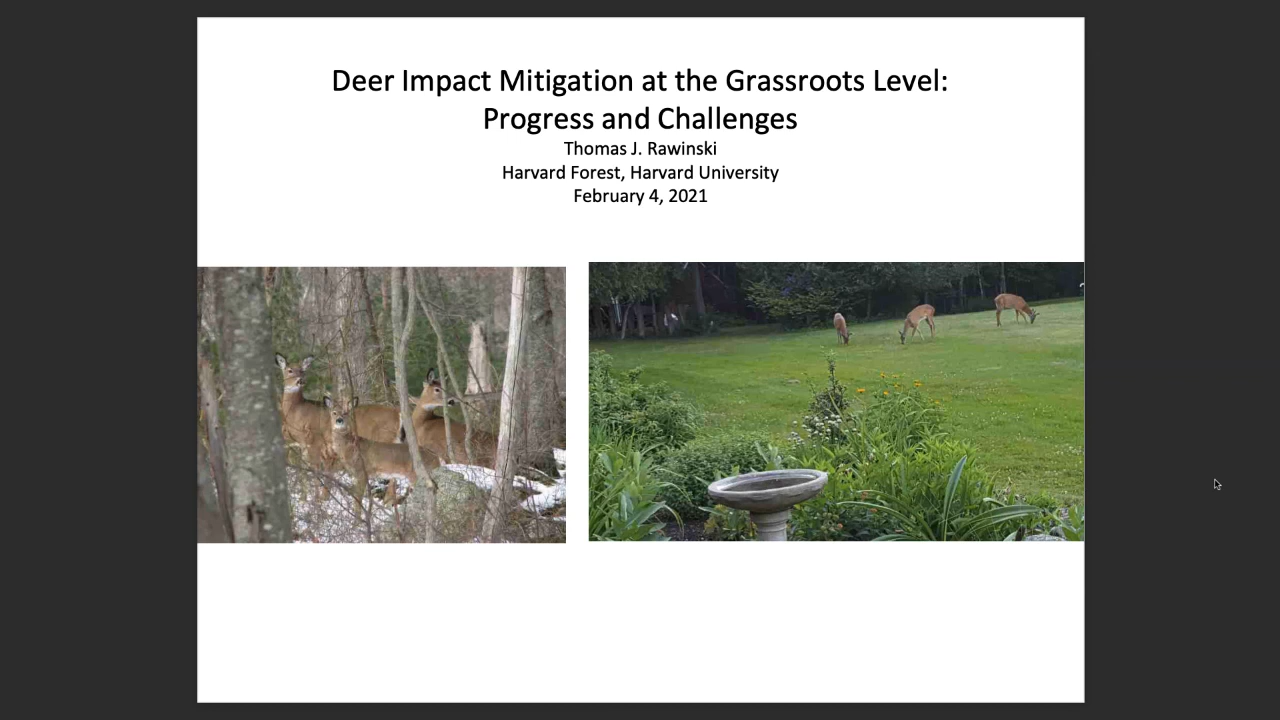 Deer Impact Mitigation at the Grassroots Level:
Progress and Challenges
Thomas J. Rawinski
Harvard Forest, Harvard University
February 4, 2021